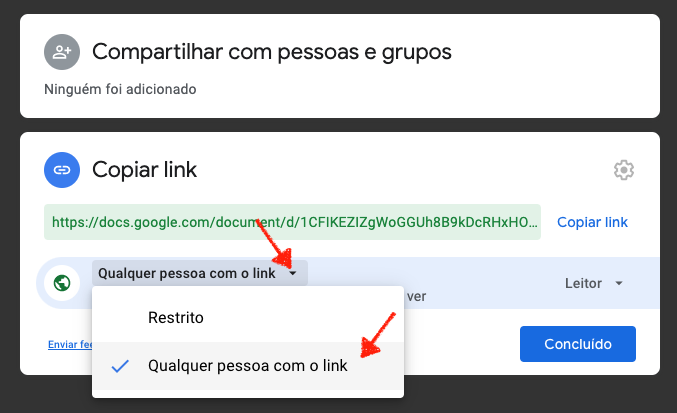 Compartilhar com pessoas e grupos
Ninguém foi adicionado
Copiar link
https://docs.google.com/document/d/1CFIKEZIZgWoGGUh8B9kDcRHxHO...
Copiar link
Qualquer pessoa com o link
ver
Leitor
Restrito
Enviar fee
Qualquer pessoa com o link
Concluído